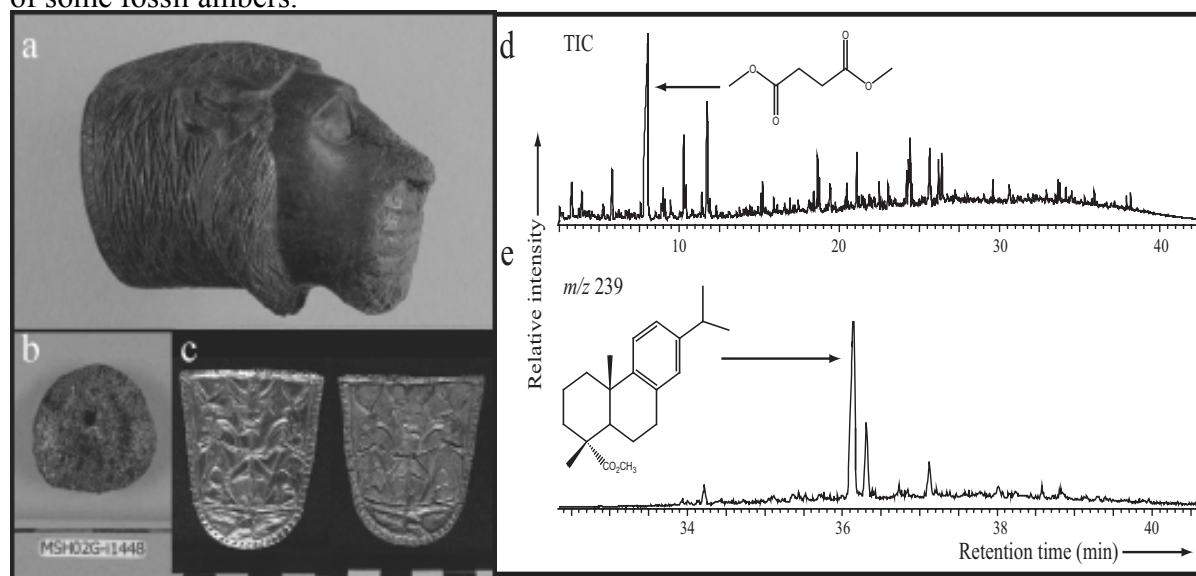 of some fossil ambers.
a
b
MSH02G-i1448
c
d
TIC
O
O
O
O
10
20
30
40
Relative intensity
e
m/z 239
CO₂CH₃
34
36
38
40
Retention time (min)